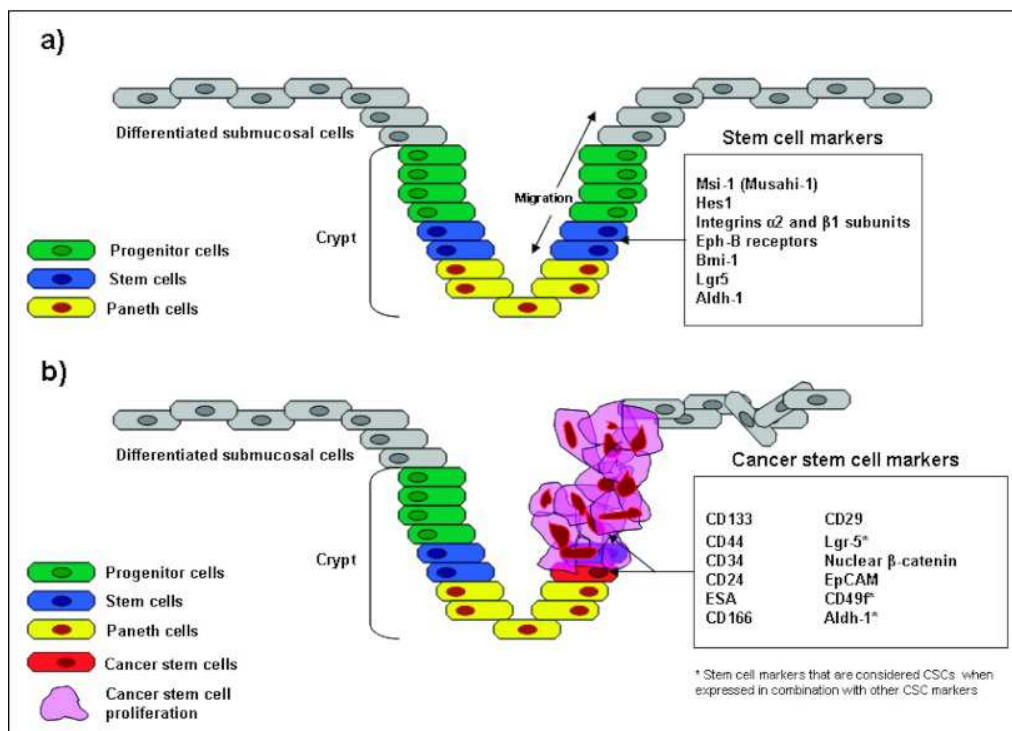 a)
Differentiated submucosal cells
Migration
Crypt
Progenitor cells
Stem cells
Paneth cells
Stem cell markers
Msi-1 (Musahi-1)
Hes1
Integrins α2 and β1 subunits
Eph-B receptors
Bmi-1
Lgr5
Aldh-1
b)
Differentiated submucosal cells
Crypt
Progenitor cells
Stem cells
Paneth cells
Cancer stem cells
Cancer stem cell
proliferation
Cancer stem cell markers
CD133 CD29
CD44 Lgr-5*
CD34 Nuclear β-catenin
CD24 EpCAM
ESA CD49f*
CD166 Aldh-1*
* Stem cell markers that are considered CSCs when
expressed in combination with other CSC markers